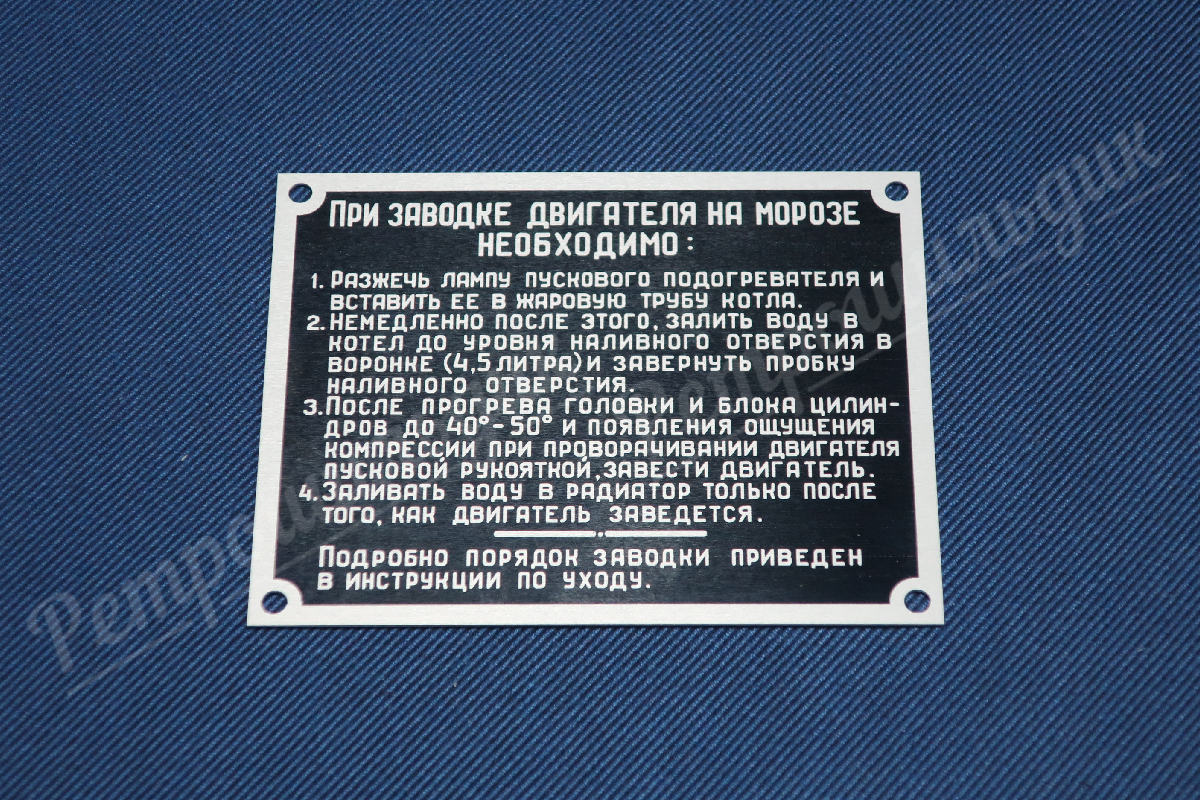 При заводке двигателя на морозе
необходимо:
1. Разжечь лампу пускового подогревателя и
вставить ее в жаровую трубу котла.
2. Немедленно после этого, залить воду в
котел до уровня наливного отверстия в
воронке (4,5 литра) и завернуть пробку
наливного отверстия.
3. После прогрева головки и блока цилин-
дров до 40°-50° и появления ощущения
компрессии при проворачивании двигателя
пусковой рукояткой, завести двигатель.
4. Заливать воду в радиатор только после
того, как двигатель заведется.
Подробно порядок заводки приведен
в инструкции по уходу.